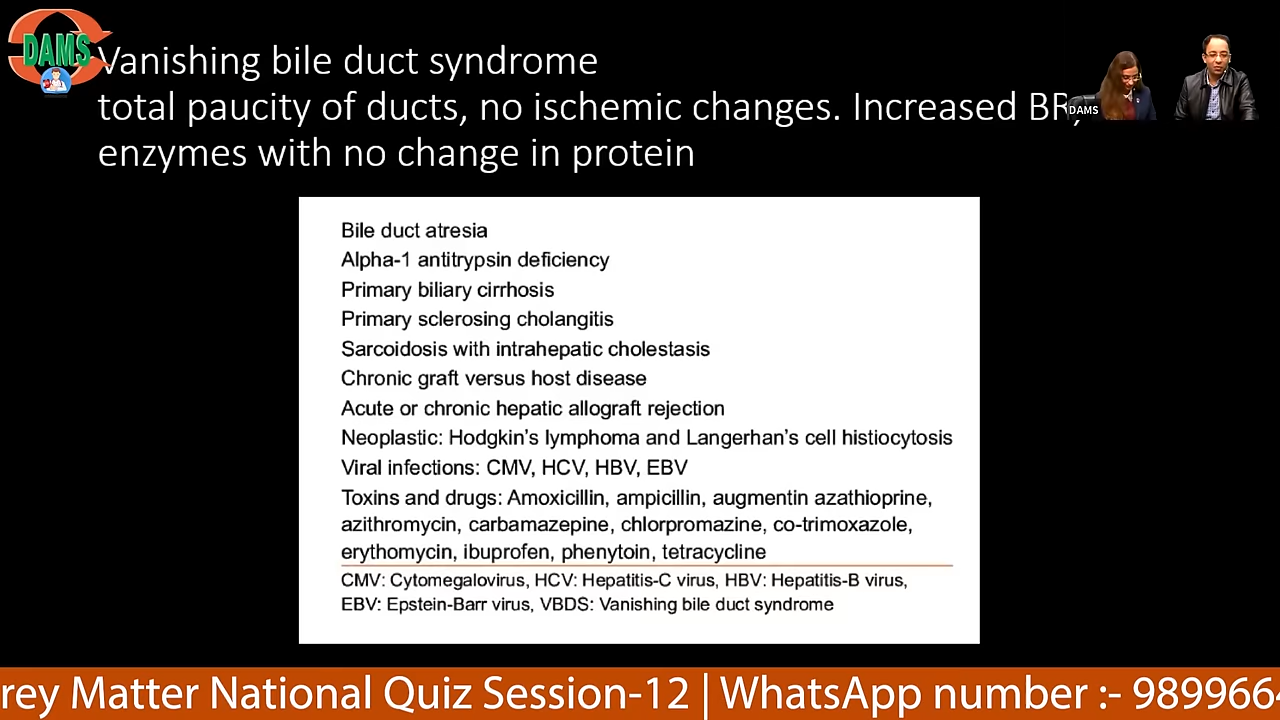 DAMS
Vanishing bile duct syndrome
total paucity of ducts, no ischemic changes. Increased BR,
enzymes with no change in protein
DAMS
Bile duct atresia
Alpha-1 antitrypsin deficiency
Primary biliary cirrhosis
Primary sclerosing cholangitis
Sarcoidosis with intrahepatic cholestasis
Chronic graft versus host disease
Acute or chronic hepatic allograft rejection
Neoplastic: Hodgkin's lymphoma and Langerhan's cell histiocytosis
Viral infections: CMV, HCV, HBV, EBV
Toxins and drugs: Amoxicillin, ampicillin, augmentin azathioprine,
azithromycin, carbamazepine, chlorpromazine, co-trimoxazole,
erythomycin, ibuprofen, phenytoin, tetracycline
CMV: Cytomegalovirus, HCV: Hepatitis-C virus, HBV: Hepatitis-B virus,
EBV: Epstein-Barr virus, VBDS: Vanishing bile duct syndrome
rey Matter National Quiz Session-12 | WhatsApp number :- 989966